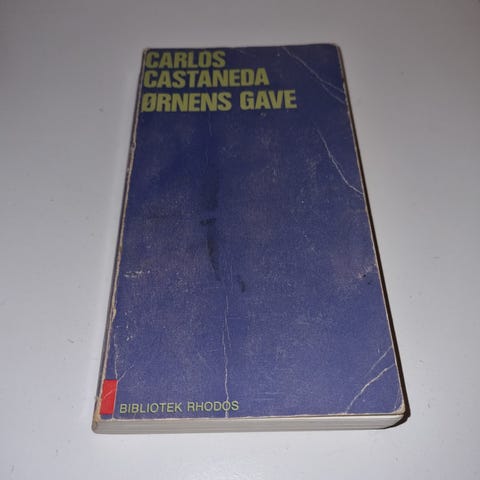 CARLOS
CASTANEDA
ØRNENS GAVE
BIBLIOTEK RHODOS